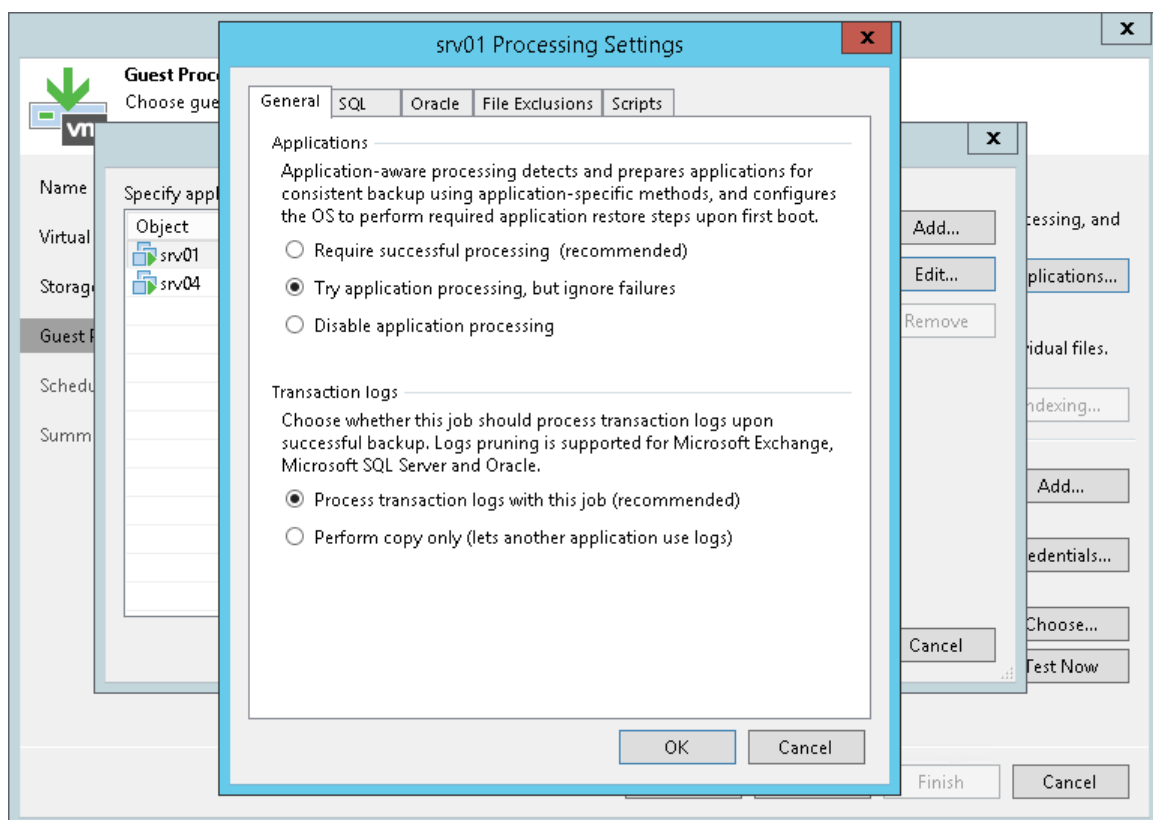 srv01 Processing Settings
x
x
Guest Proc
Choose gue
vm
General
SQL
Oracle
File Exclusions
Scripts
Applications
Application-aware processing detects and prepares applications for
consistent backup using application-specific methods, and configures
the OS to perform required application restore steps upon first boot.
Require successful processing (recommended)
Try application processing, but ignore failures
Disable application processing
Transaction logs
Choose whether this job should process transaction logs upon
successful backup. Logs pruning is supported for Microsoft Exchange,
Microsoft SQL Server and Oracle.
Process transaction logs with this job (recommended)
Perform copy only (lets another application use logs)
OK
Cancel
x
Specify appl
Object
srv01
srv04
Add...
Edit...
Remove
Cancel
Name
Virtual
Storag
Guest P
Schedu
Summ
cessing, and
plications...
vidual files.
ndexing...
Add...
edentials...
Choose...
Test Now
Finish
Cancel